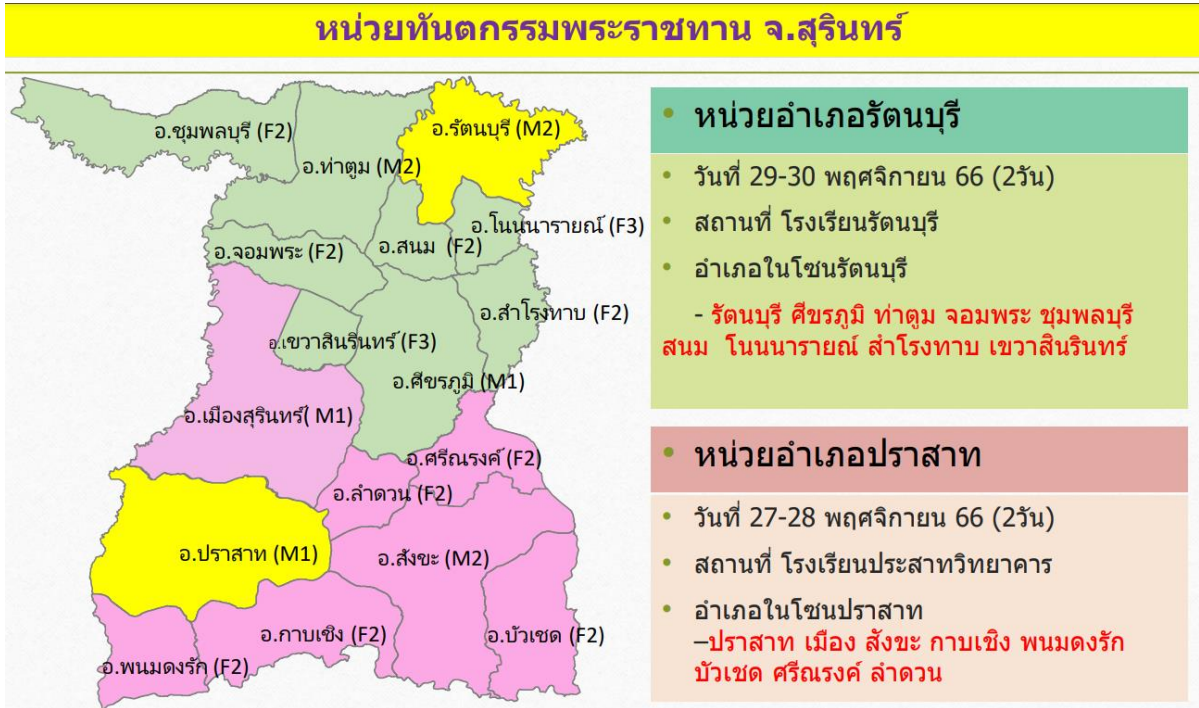 หน่วยทันตกรรมพระราชทาน จ.สุรินทร์
อ.ชุมพลบุรี (F2)
อ.รัตนบุรี (M2)
อ.ท่าตูม (M2)
อ.โนนนารายณ์ (F3)
อ.จอมพระ (F2)
อ.สนม (F2)
อ.สำโรงทาบ (F2)
อ.เขวาสินรินทร์ (F3)
อ.ศีขรภูมิ (M1)
อ.เมืองสุรินทร์( M1)
อ.ศรีณรงค์ (F2)
อ.ลำดวน (F2)
อ.ปราสาท (M1)
อ.สังขะ (M2)
อ.กาบเชิง (F2)
อ.บัวเชด (F2)
อ.พนมดงรัก (F2)
• หน่วยอำเภอรัตนบุรี
• วันที่ 29-30 พฤศจิกายน 66 (2วัน)
• สถานที่ โรงเรียนรัตนบุรี
• อำเภอในโซนรัตนบุรี
- รัตนบุรี ศีขรภูมิ ท่าตูม จอมพระ ชุมพลบุรี
สนม โนนนารายณ์ สำโรงทาบ เขวาสินรินทร์
• หน่วยอำเภอปราสาท
• วันที่ 27-28 พฤศจิกายน 66 (2วัน)
• สถานที่ โรงเรียนประสาทวิทยาคาร
• อำเภอในโซนปราสาท
–ปราสาท เมือง สังขะ กาบเชิง พนมดงรัก
บัวเชด ศรีณรงค์ ลำดวน